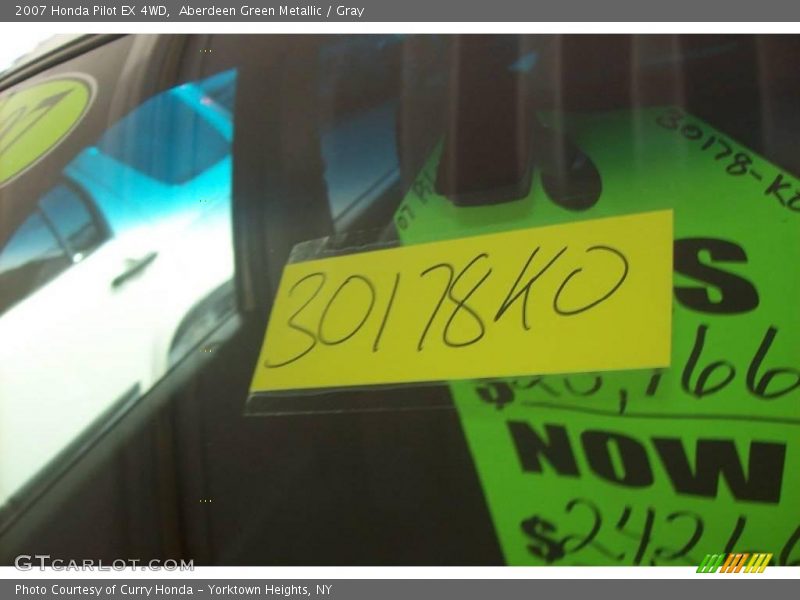 2007 Honda Pilot EX 4WD,  Aberdeen Green Metallic / Gray
30178-KO
30178KO
S
NOW
GTCARLOT.COM
Photo Courtesy of Curry Honda - Yorktown Heights, NY